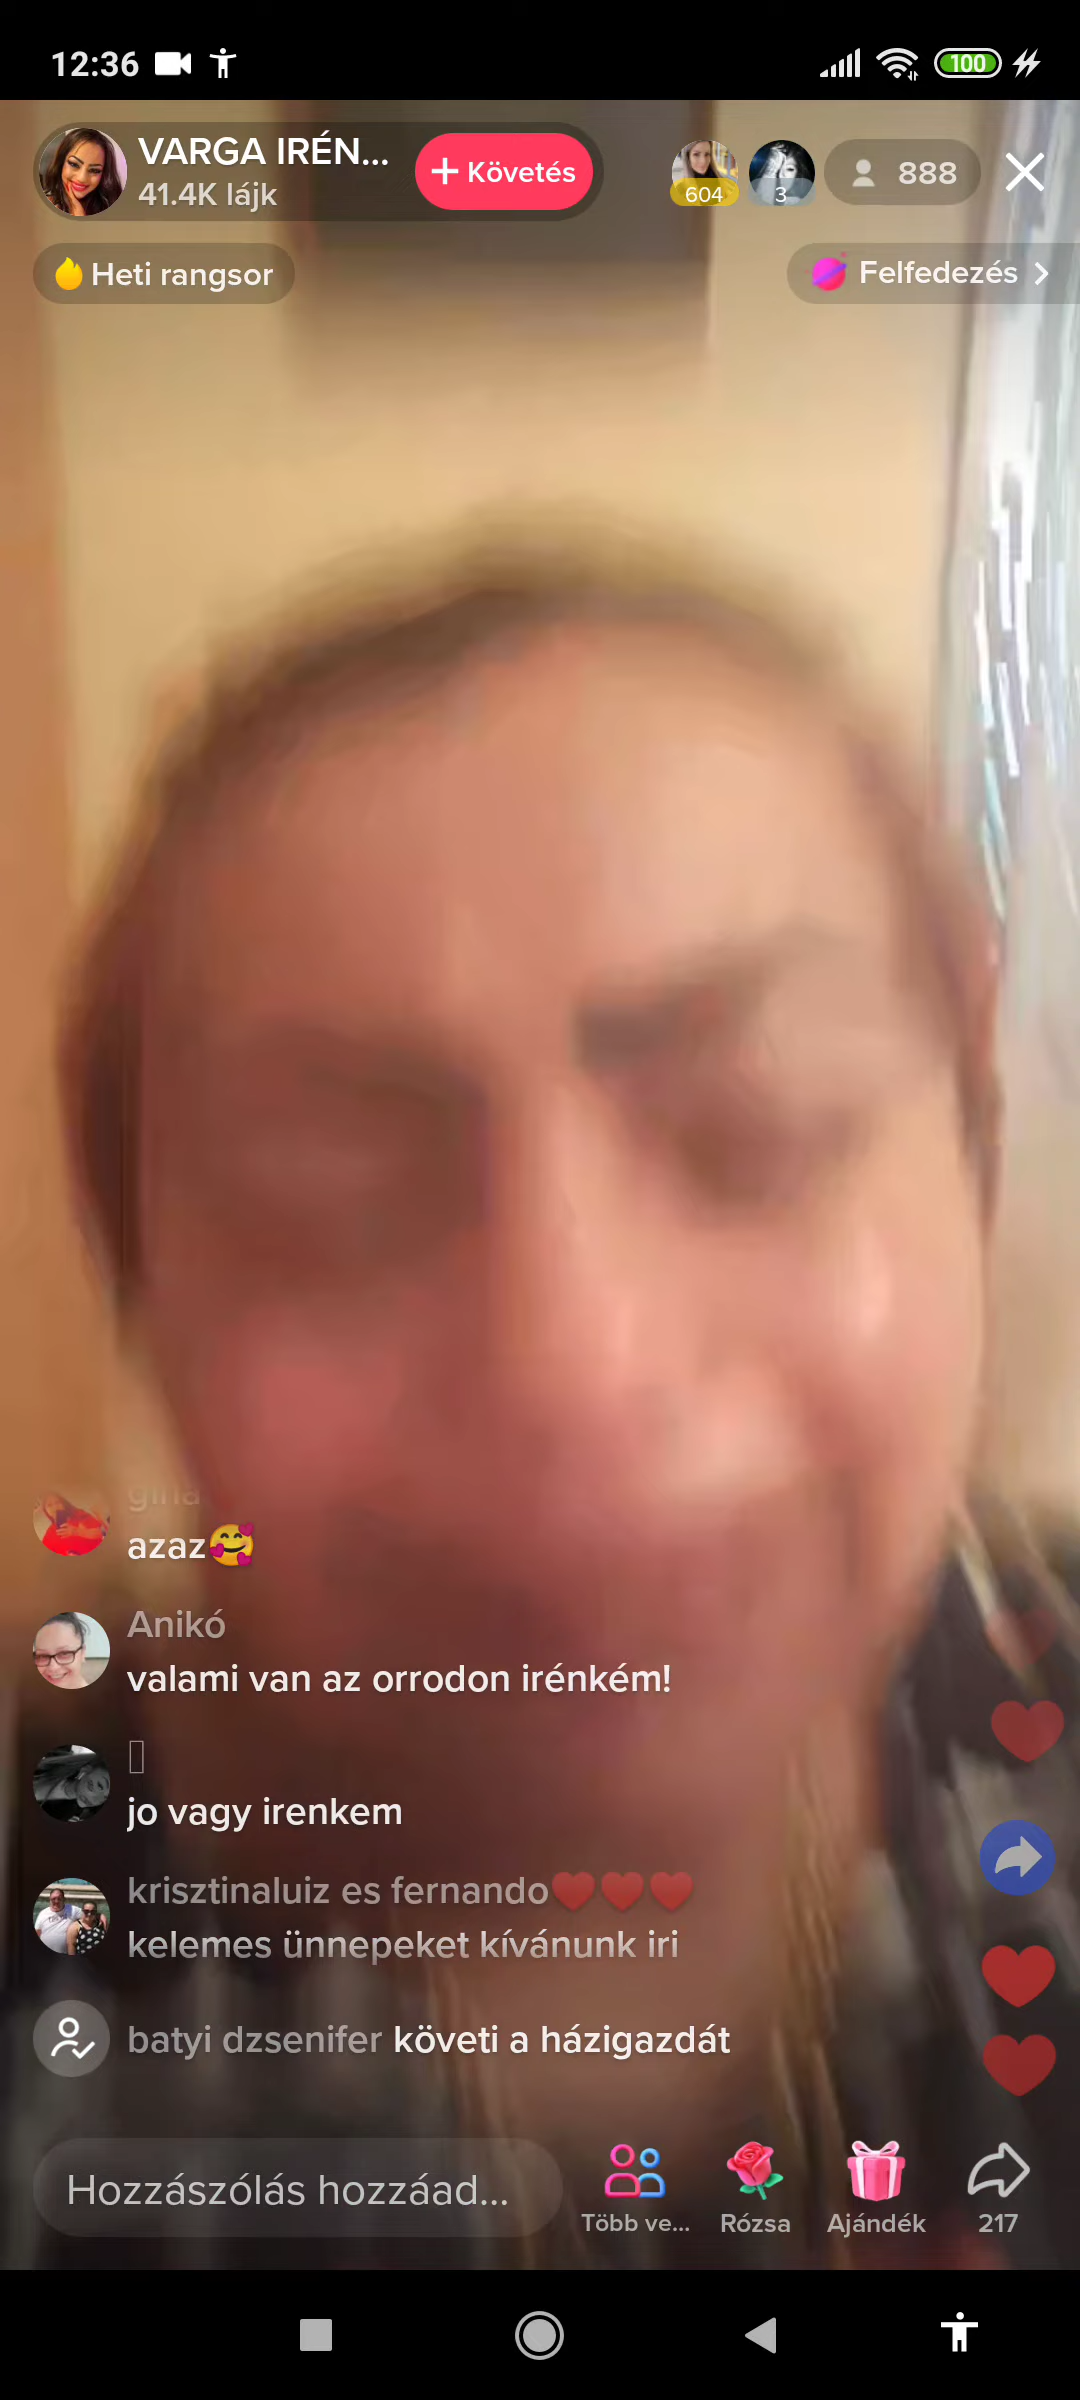 12:36
100
VARGA IRÉN...
41.4K lájk
+ Követés
604
3
888
Heti rangsor
Felfedezés
gina
azaz🥰
Anikó
valami van az orrodon irénkém!
jo vagy irenkem
krisztinaluiz es fernando❤️❤️❤️
kelemes ünnepeket kívánunk iri
batyi dzsenifer követi a házigazdát
Hozzászólás hozzáad...
Több ve...
Rózsa
Ajándék
217